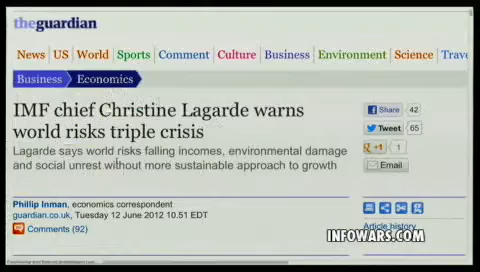 theguardian
News US World Sports Comment Culture Business Environment Science Trave
Business Economics
IMF chief Christine Lagarde warns
world risks triple crisis
Lagarde says world risks falling incomes, environmental damage
and social unrest without more sustainable approach to growth
Share 42
Tweet 65
+1 1
Email
Phillip Inman, economics correspondent
guardian.co.uk, Tuesday 12 June 2012 10.51 EDT
Comments (92)
Article history
INFOWARS.COM